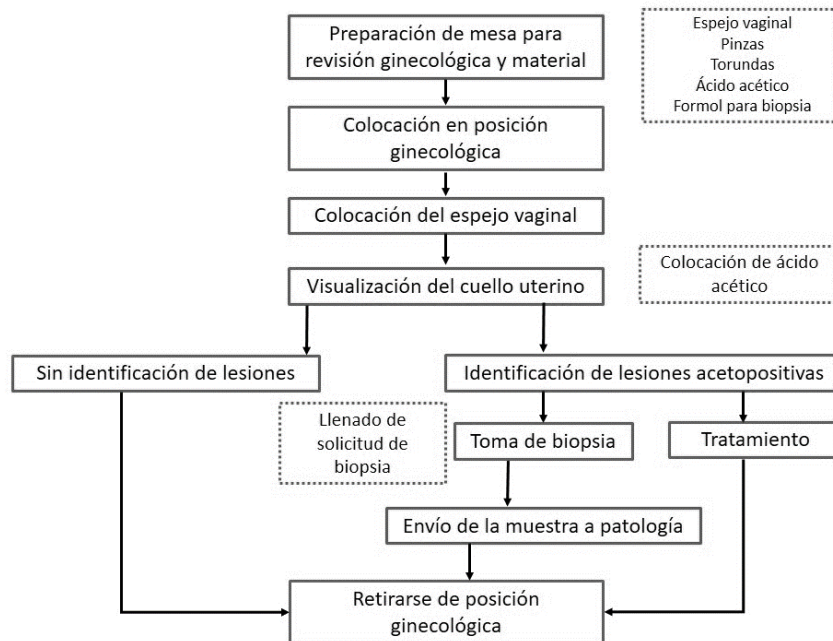 Preparación de mesa para
revisión ginecológica y material
Espejo vaginal
Pinzas
Torundas
Ácido acético
Formol para biopsia
Colocación en posición
ginecológica
Colocación del espejo vaginal
Visualización del cuello uterino
Colocación de ácido
acético
Sin identificación de lesiones
Identificación de lesiones acetopositivas
Llenado de
solicitud de
biopsia
Toma de biopsia
Tratamiento
Envío de la muestra a patología
Retirarse de posición
ginecológica